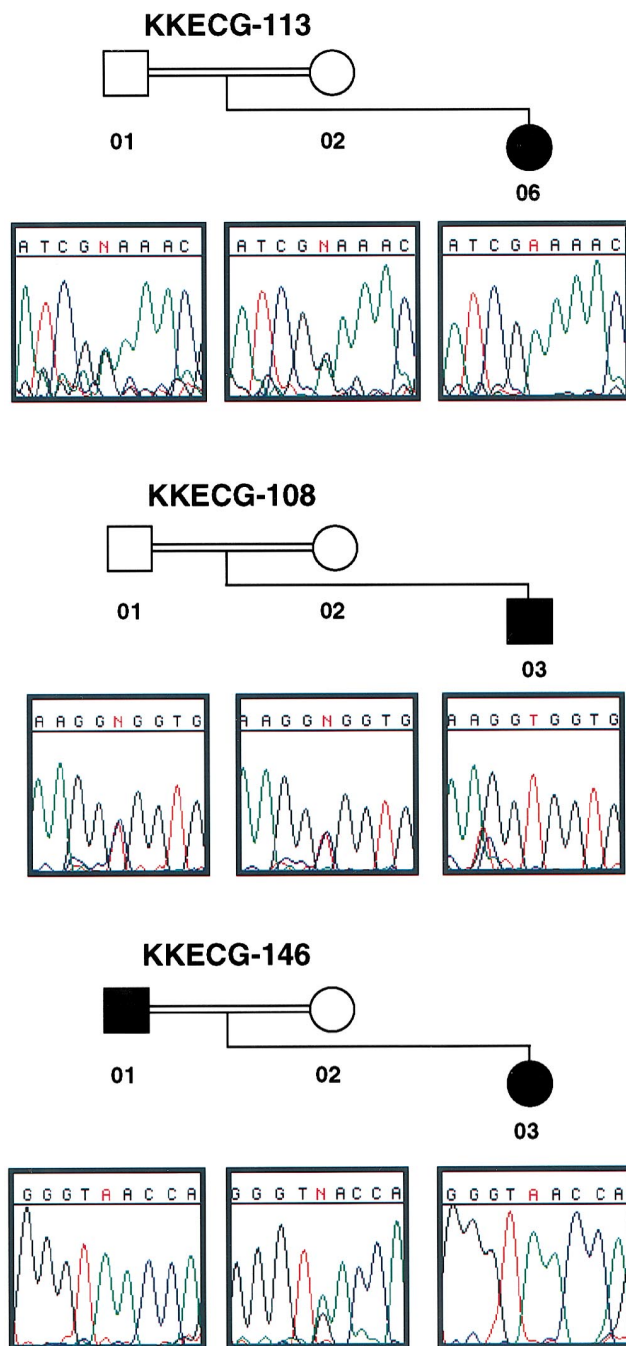 KKECG-113
01 02
06
A T C G N A A A C A T C G N A A A C A T C G A A A A C
KKECG-108
01 02
03
A A G G N G G T G A A G G N G G T G A A G G T G G T G
KKECG-146
01 02
03
G G G T A A C C A G G G T N A C C A G G G T A A C C A